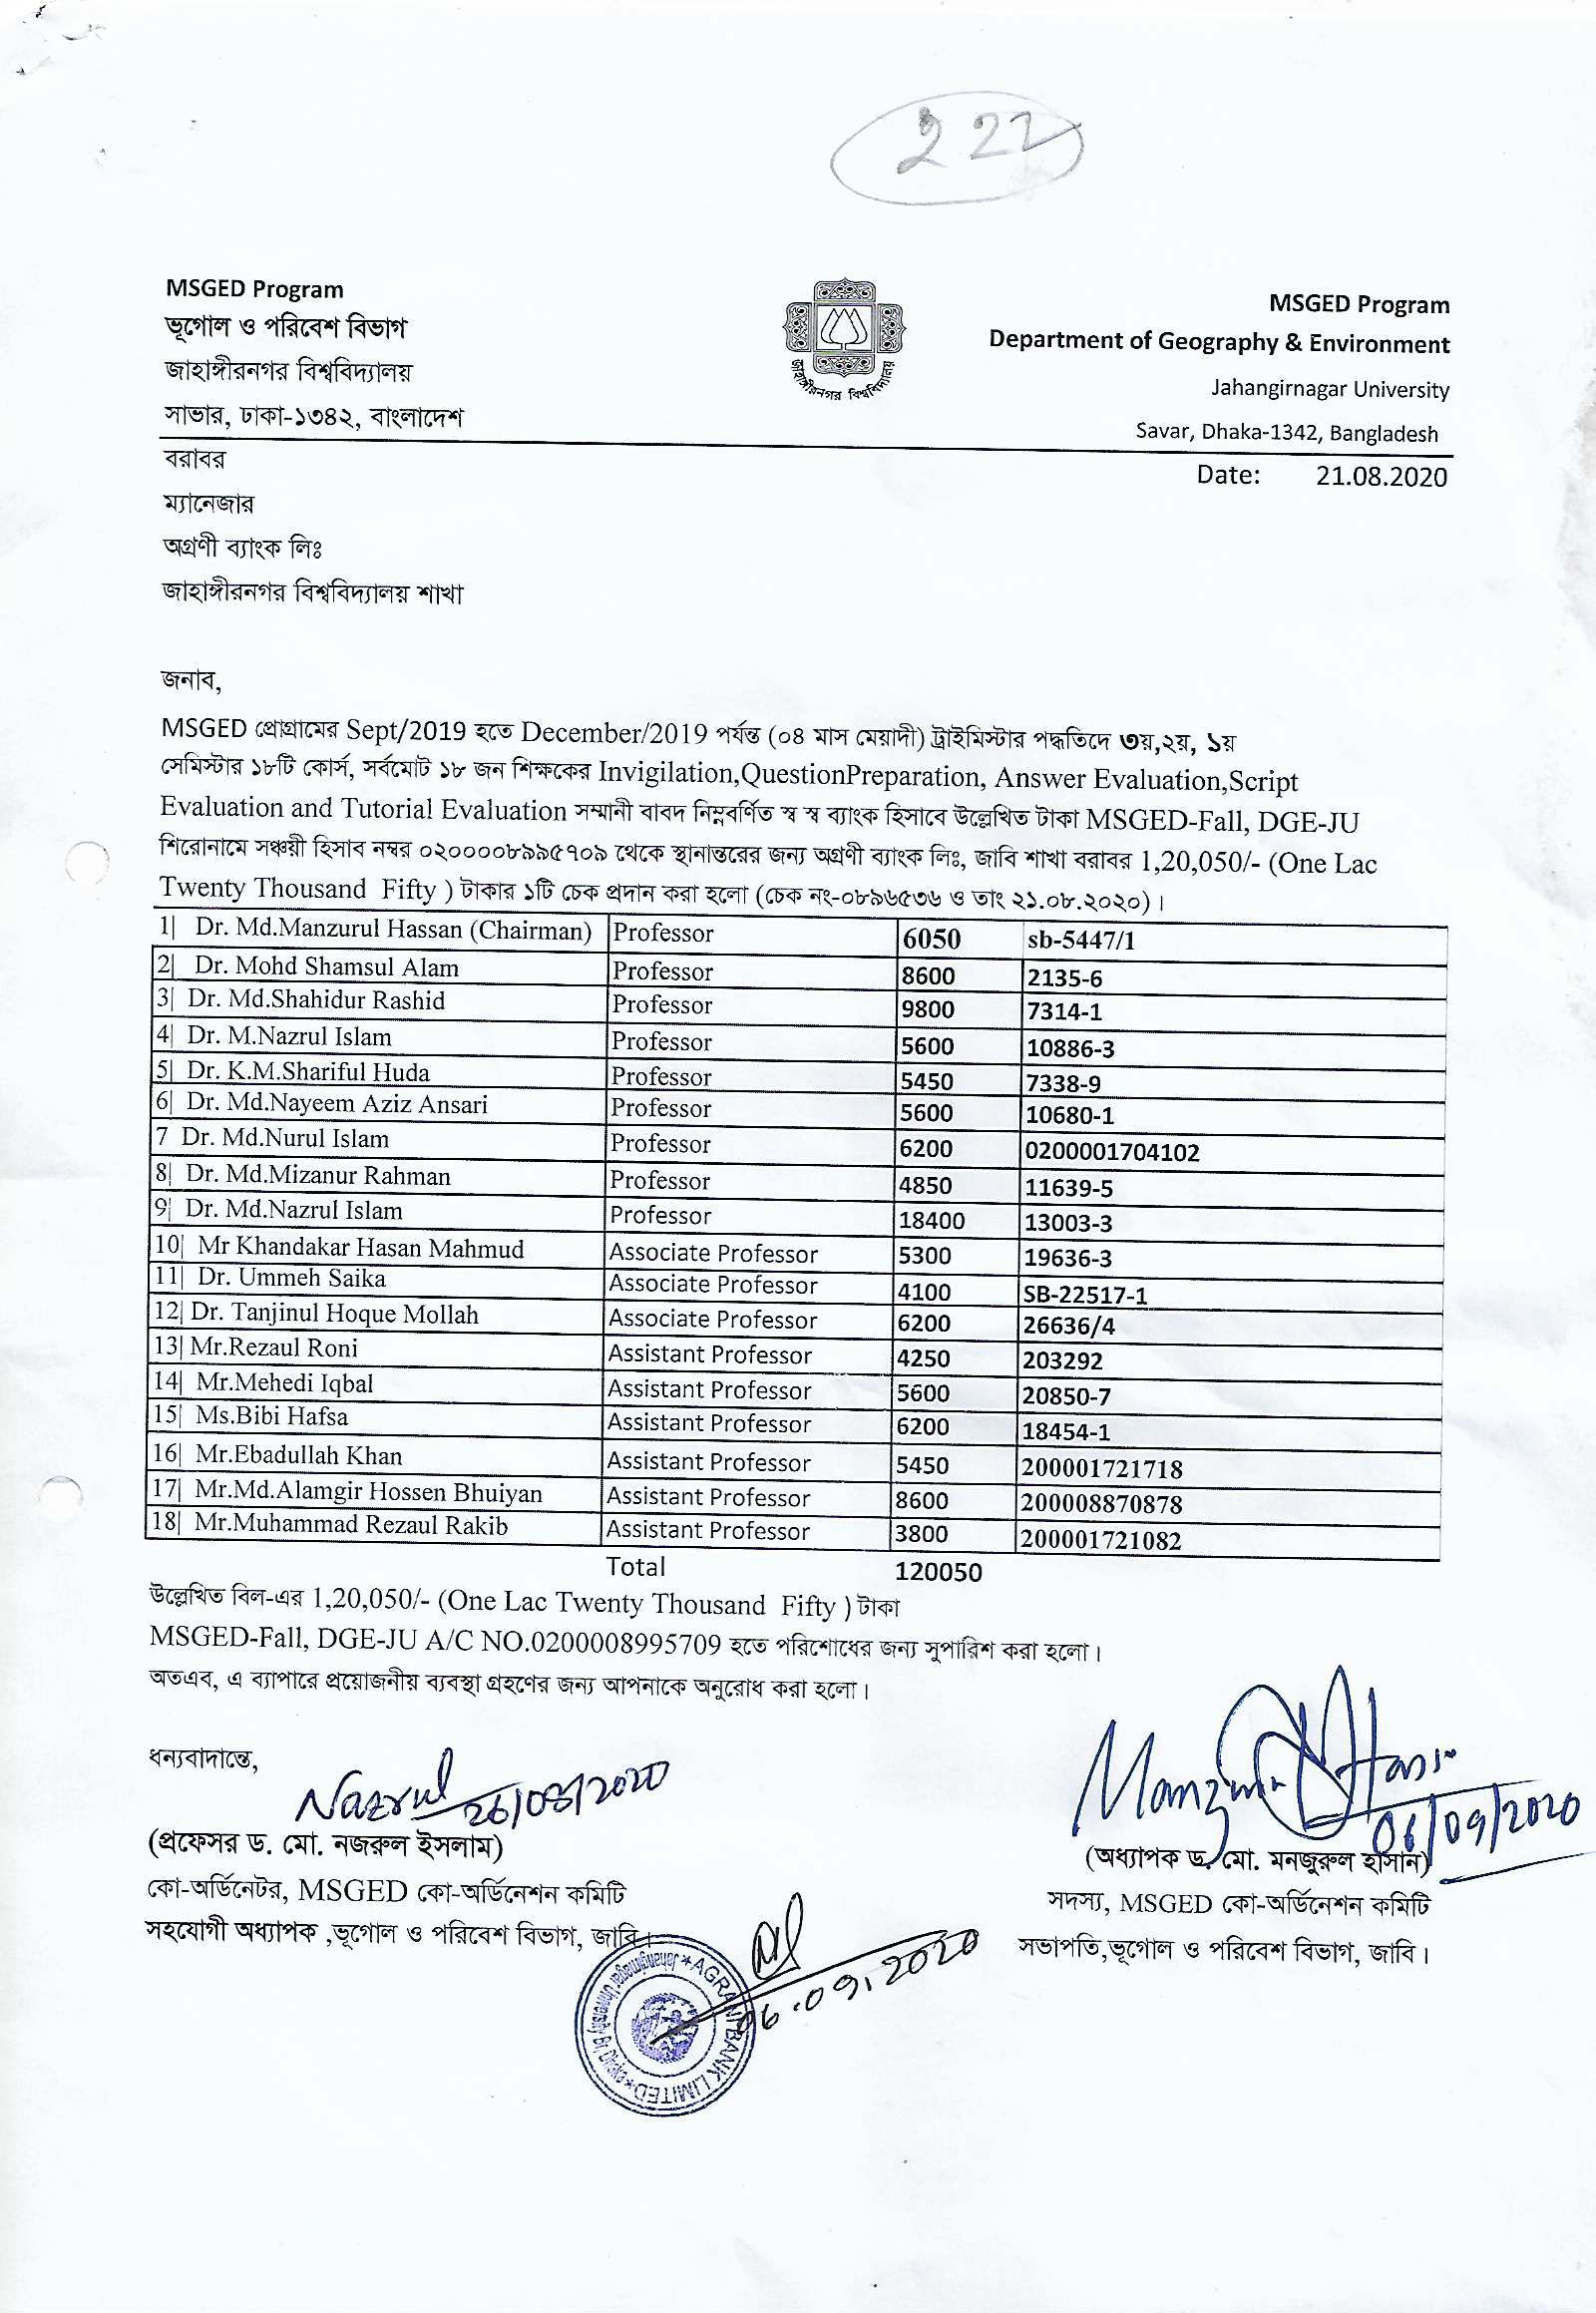 222
MSGED Program
ভূগোল ও পরিবেশ বিভাগ
জাহাঙ্গীরনগর বিশ্ববিদ্যালয়
সাভার, ঢাকা-১৩৪২, বাংলাদেশ
জাহাঙ্গীরনগর বিশ্ববিদ্যালয়
MSGED Program
Department of Geography & Environment
Jahangirnagar University
Savar, Dhaka-1342, Bangladesh
Date: 21.08.2020
বরাবর
ম্যানেজার
অগ্রণী ব্যাংক লিঃ
জাহাঙ্গীরনগর বিশ্ববিদ্যালয় শাখা
জনাব,
MSGED প্রোগ্রামের Sept/2019 হতে December/2019 পর্যন্ত (০৪ মাস মেয়াদী) ট্রাইমিস্টার পদ্ধতিদে ৩য়,২য়, ১য়
সেমিস্টার ১৮টি কোর্স, সর্বমোট ১৮ জন শিক্ষকের Invigilation,QuestionPreparation, Answer Evaluation,Script
Evaluation and Tutorial Evaluation সম্মানী বাবদ নিম্নবর্ণিত স্ব স্ব ব্যাংক হিসাবে উল্লেখিত টাকা MSGED-Fall, DGE-JU
শিরোনামে সঞ্চয়ী হিসাব নম্বর ০২০০০০৮৯৯৫৭০৯ থেকে স্থানান্তরের জন্য অগ্রণী ব্যাংক লিঃ, জাবি শাখা বরাবর 1,20,050/- (One Lac
Twenty Thousand Fifty ) টাকার ১টি চেক প্রদান করা হলো (চেক নং-০৮৯৬৫৩৬ ও তাং ২১.০৮.২০২০)।
1| Dr. Md.Manzurul Hassan (Chairman) Professor 6050 sb-5447/1
2| Dr. Mohd Shamsul Alam Professor 8600 2135-6
3| Dr. Md.Shahidur Rashid Professor 9800 7314-1
4| Dr. M.Nazrul Islam Professor 5600 10886-3
5| Dr. K.M.Shariful Huda Professor 5450 7338-9
6| Dr. Md.Nayeem Aziz Ansari Professor 5600 10680-1
7 Dr. Md.Nurul Islam Professor 6200 0200001704102
8| Dr. Md.Mizanur Rahman Professor 4850 11639-5
9| Dr. Md.Nazrul Islam Professor 18400 13003-3
10| Mr Khandakar Hasan Mahmud Associate Professor 5300 19636-3
11| Dr. Ummeh Saika Associate Professor 4100 SB-22517-1
12| Dr. Tanjinul Hoque Mollah Associate Professor 6200 26636/4
13| Mr.Rezaul Roni Assistant Professor 4250 203292
14| Mr.Mehedi Iqbal Assistant Professor 5600 20850-7
15| Ms.Bibi Hafsa Assistant Professor 6200 18454-1
16| Mr.Ebadullah Khan Assistant Professor 5450 200001721718
17| Mr.Md.Alamgir Hossen Bhuiyan Assistant Professor 8600 200008870878
18| Mr.Muhammad Rezaul Rakib Assistant Professor 3800 200001721082
Total 120050
উল্লেখিত বিল-এর 1,20,050/- (One Lac Twenty Thousand Fifty ) টাকা
MSGED-Fall, DGE-JU A/C NO.0200008995709 হতে পরিশোধের জন্য সুপারিশ করা হলো।
অতএব, এ ব্যাপারে প্রয়োজনীয় ব্যবস্থা গ্রহণের জন্য আপনাকে অনুরোধ করা হলো।
ধন্যবাদান্তে,
Nazrul 26/08/2020
(প্রফেসর ড. মো. নজরুল ইসলাম)
কো-অর্ডিনেটর, MSGED কো-অর্ডিনেশন কমিটি
সহযোগী অধ্যাপক ,ভূগোল ও পরিবেশ বিভাগ, জাবি।
06/09/2020
(অধ্যাপক ড. মো. মনজুরুল হাসান)
সদস্য, MSGED কো-অর্ডিনেশন কমিটি
সভাপতি,ভূগোল ও পরিবেশ বিভাগ, জাবি।
06.09.2020
AGRANI BANK LIMITED
Jahangirnagar University